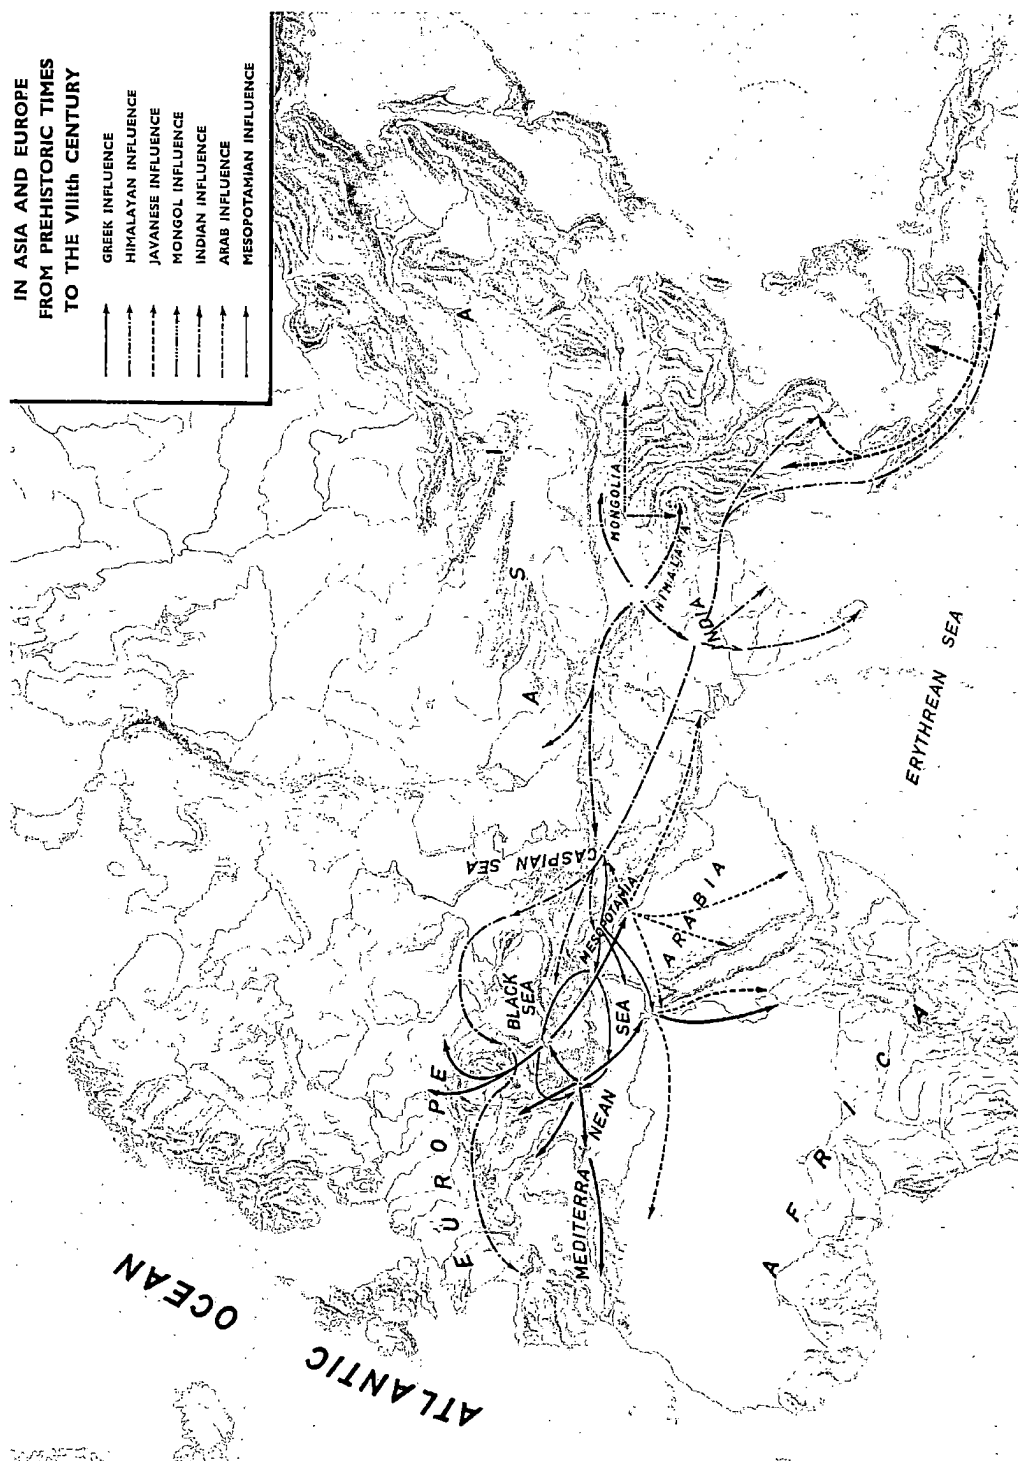 IN ASIA AND EUROPE
FROM PREHISTORIC TIMES
TO THE VIIIth CENTURY
GREEK INFLUENCE
HIMALAYAN INFLUENCE
JAVANESE INFLUENCE
MONGOL INFLUENCE
INDIAN INFLUENCE
ARAB INFLUENCE
MESOPOTAMIAN INFLUENCE
ATLANTIC OCEAN
EUROPE
ASIA
BLACK SEA
CASPIAN SEA
MEDITERRANEAN SEA
MESOPOTAMIA
ARABIA
AFRICA
MONGOLIA
HIMALAYA
INDIA
ERYTHREAN SEA